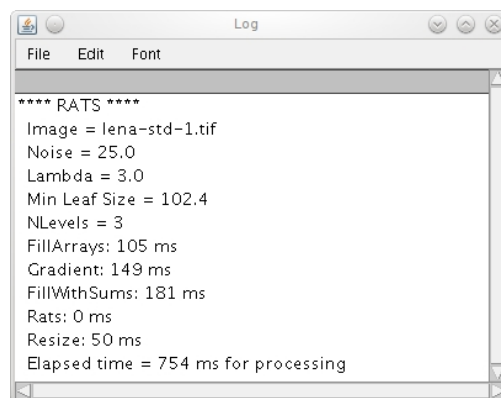 Log
File Edit Font
**** RATS ****
Image = lena-std-1.tif
Noise = 25.0
Lambda = 3.0
Min Leaf Size = 102.4
NLevels = 3
FillArrays: 105 ms
Gradient: 149 ms
FillWithSums: 181 ms
Rats: 0 ms
Resize: 50 ms
Elapsed time = 754 ms for processing